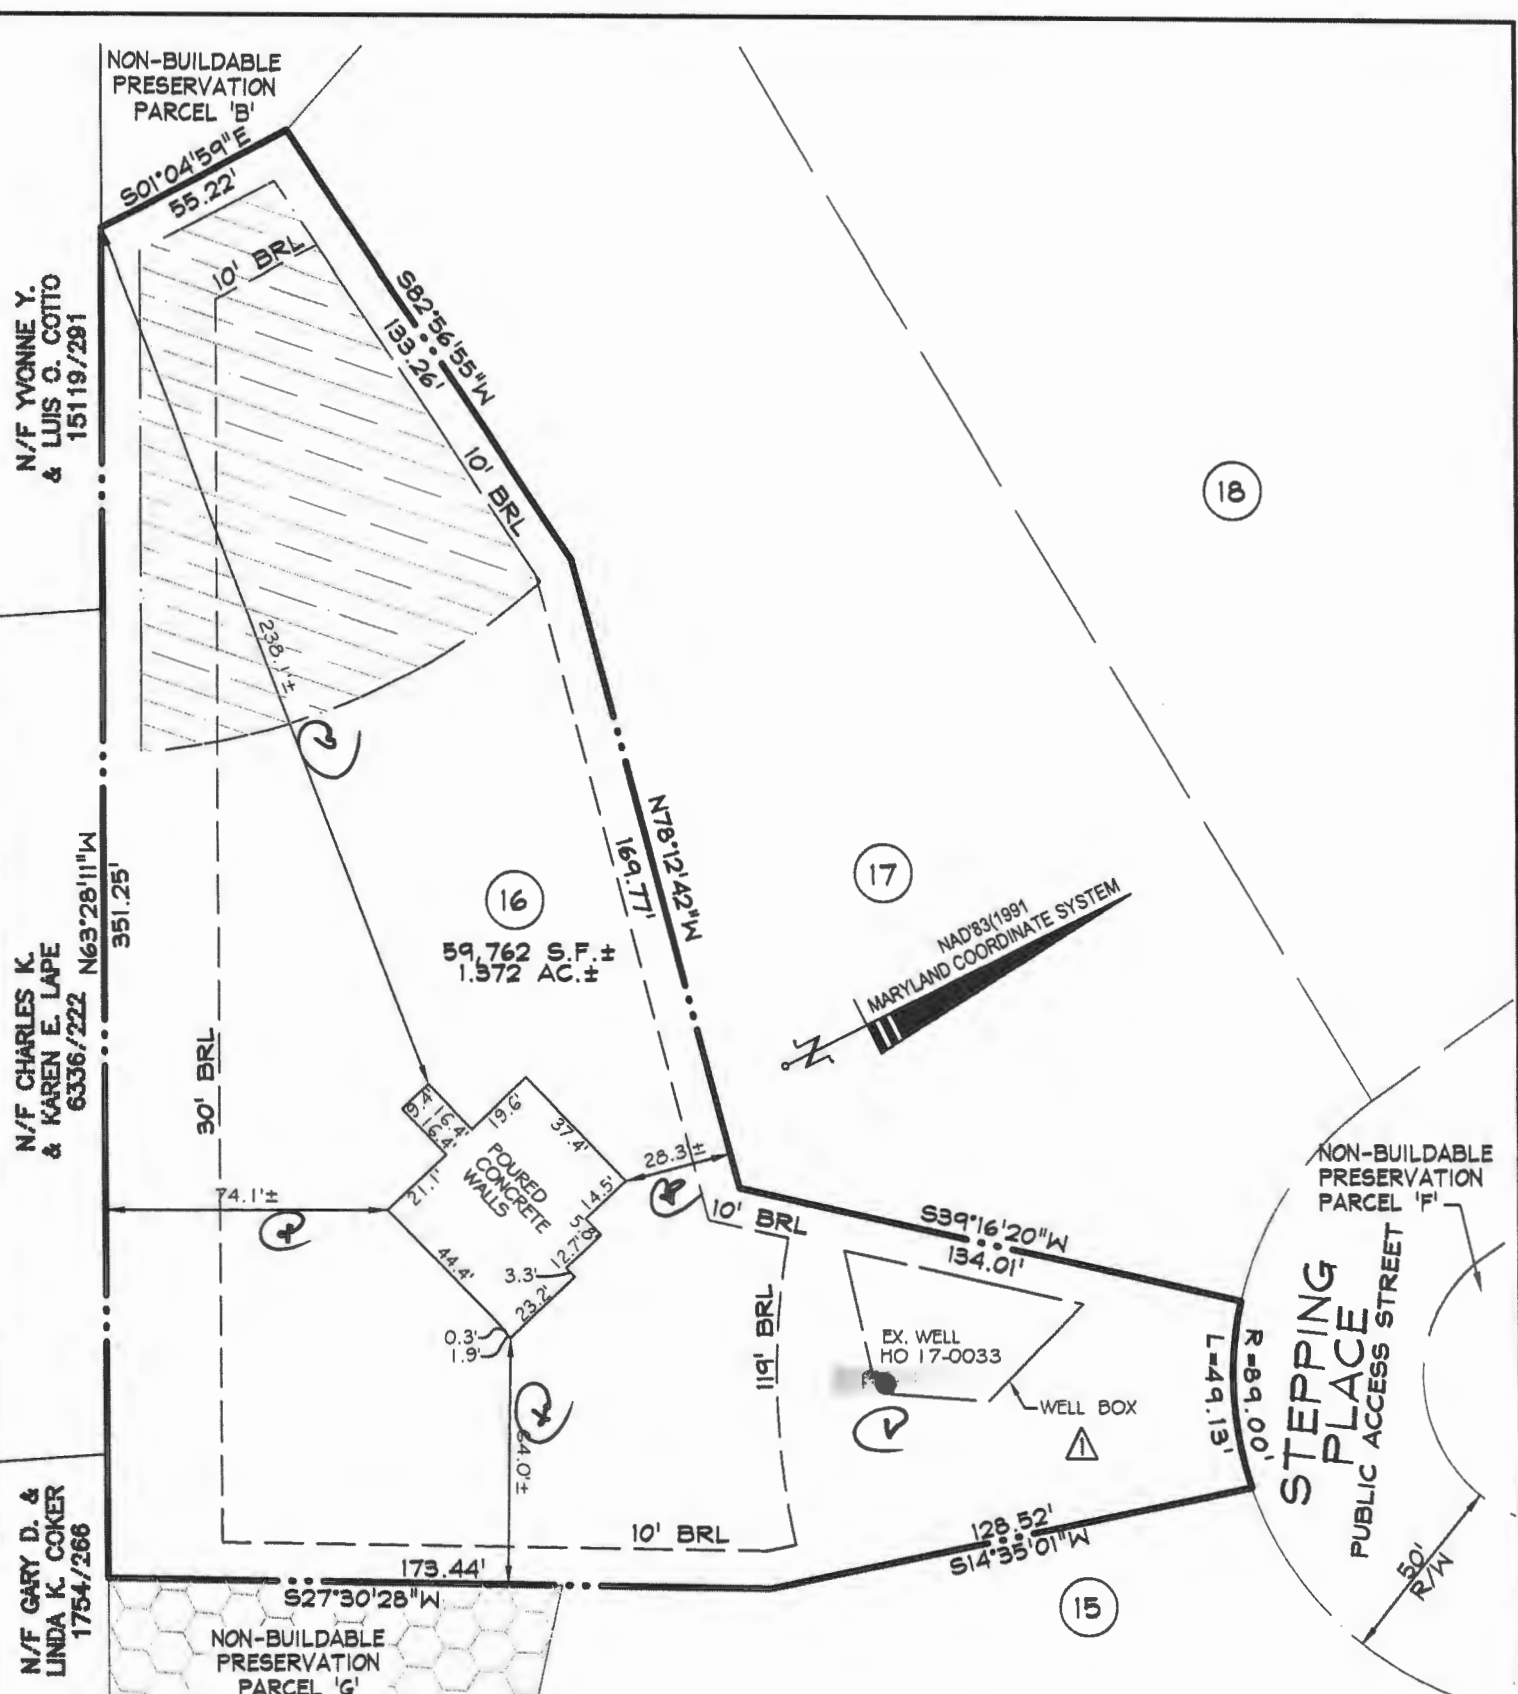 NON-BUILDABLE
PRESERVATION
PARCEL 'B'
S01°04'59"E
55.22'
10' BRL
S82°56'55"W
133.26'
10' BRL
N/F YVONNE Y.
& LUIS O. COTTO
15119/291
238.1'±
18
N78°12'42"W
169.77'
17
16
59,762 S.F.±
1.372 AC.±
NAD'83(1991
MARYLAND COORDINATE SYSTEM
N
N/F CHARLES K.
& KAREN E. LAPE
6336/222
N63°28'11"W
351.25'
30' BRL
9.4'
16.4'
16.4'
19.6'
37.4'
POURED
CONCRETE
WALLS
21.1'
14.5'
5.8'
12.7'
3.3'
23.2'
44.4'
0.3'
1.9'
74.1'±
28.3'±
64.0'±
10' BRL
S39°16'20"W
134.01'
119' BRL
EX. WELL
HO 17-0033
WELL BOX
1
R=89.00'
L=49.13'
NON-BUILDABLE
PRESERVATION
PARCEL 'F'
STEPPING
PLACE
PUBLIC ACCESS STREET
50'
R/W
10' BRL
128.52'
S14°35'01"W
15
173.44'
S27°30'28"W
N/F GARY D. &
LINDA K. COKER
1754/266
NON-BUILDABLE
PRESERVATION
PARCEL 'G'